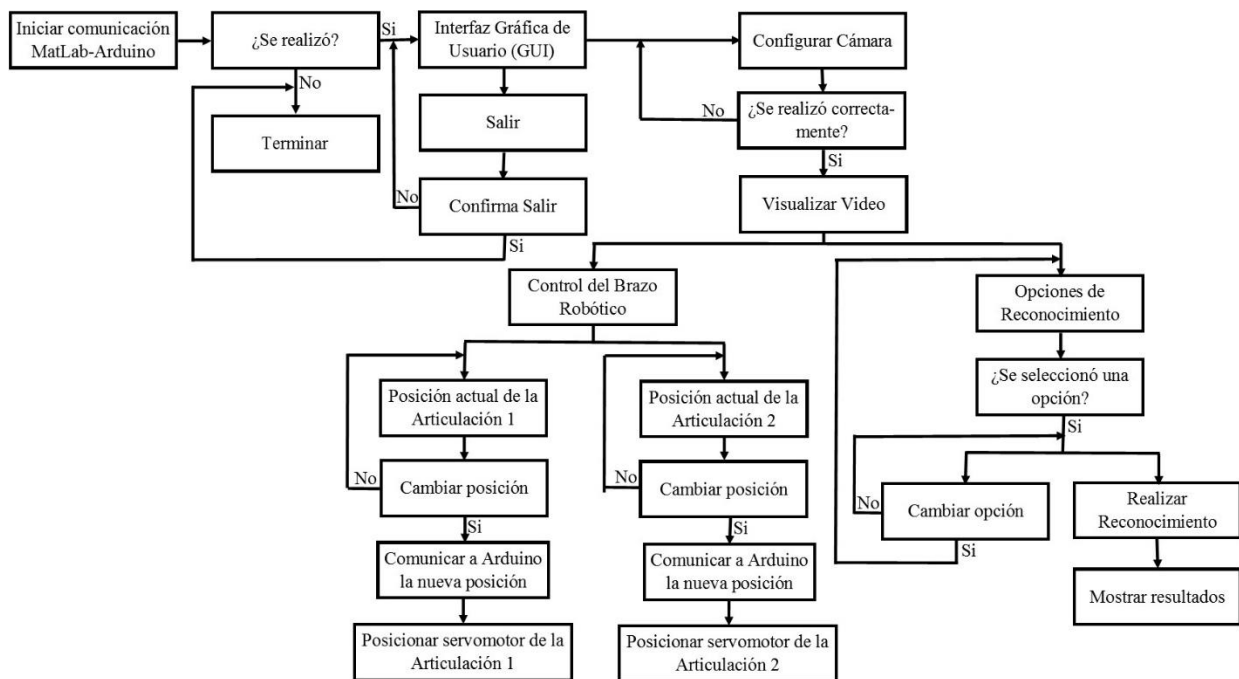 Iniciar comunicación
MatLab-Arduino
¿Se realizó?
Si
Interfaz Gráfica de
Usuario (GUI)
Configurar Cámara
No
Terminar
Salir
No
¿Se realizó correcta-
mente?
Si
No
Confirma Salir
Si
Visualizar Video
Control del Brazo
Robótico
Opciones de
Reconocimiento
¿Se seleccionó una
opción?
Si
Posición actual de la
Articulación 1
Posición actual de la
Articulación 2
No
Cambiar posición
Si
No
Cambiar posición
Si
No
Cambiar opción
Si
Realizar
Reconocimiento
Comunicar a Arduino
la nueva posición
Comunicar a Arduino
la nueva posición
Mostrar resultados
Posicionar servomotor de la
Articulación 1
Posicionar servomotor de la
Articulación 2